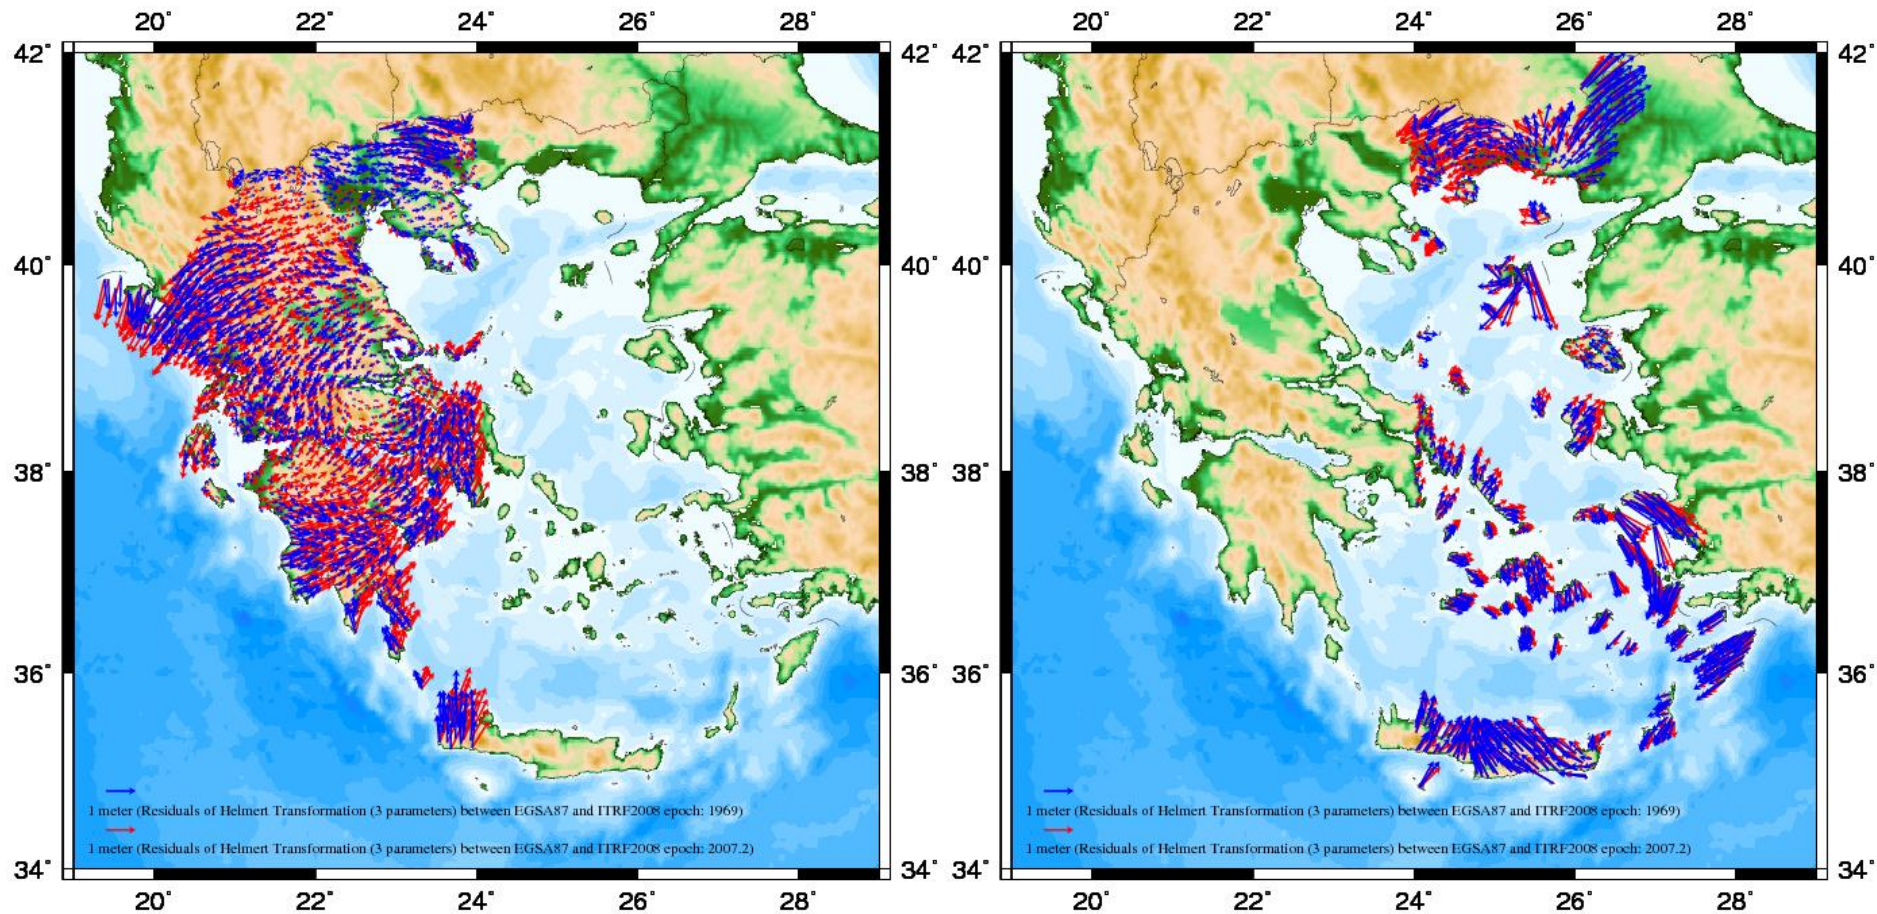 20° 22° 24° 26° 28° 20° 22° 24° 26° 28°
42° 42° 42°
40° 40° 40°
38° 38° 38°
36° 36° 36°
1 meter (Residuals of Helmert Transformation (3 parameters) between EGSA87 and ITRF2008 epoch: 1969)
1 meter (Residuals of Helmert Transformation (3 parameters) between EGSA87 and ITRF2008 epoch: 1969)
1 meter (Residuals of Helmert Transformation (3 parameters) between EGSA87 and ITRF2008 epoch: 2007.2)
1 meter (Residuals of Helmert Transformation (3 parameters) between EGSA87 and ITRF2008 epoch: 2007.2)
34° 34° 34° 34°
20° 22° 24° 26° 28° 20° 22° 24° 26° 28°